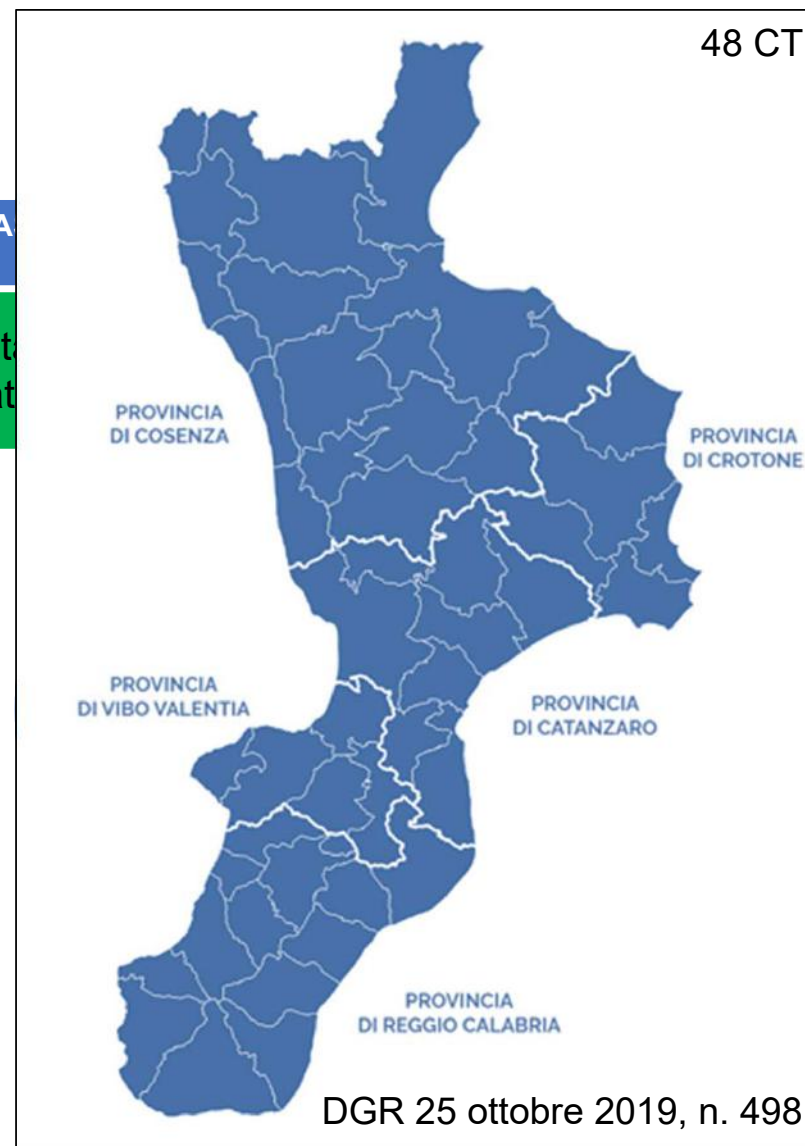 48 CT
PROVINCIA
DI COSENZA
PROVINCIA
DI CROTONE
PROVINCIA
DI VIBO VALENTIA
PROVINCIA
DI CATANZARO
PROVINCIA
DI REGGIO CALABRIA
DGR 25 ottobre 2019, n. 498